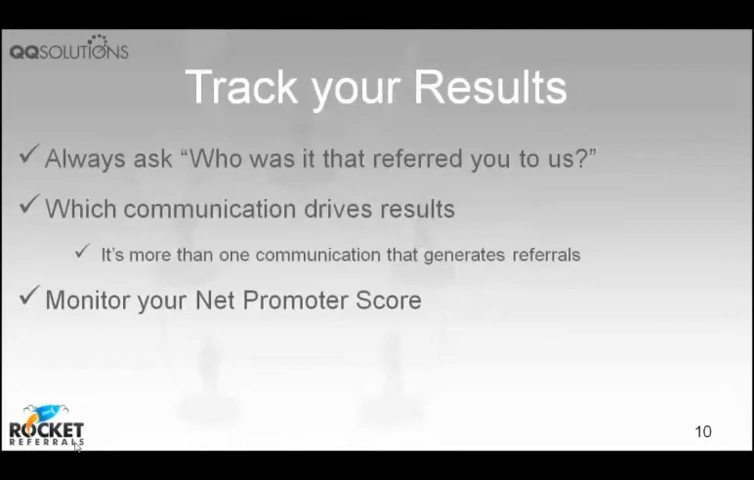 QQSOLUTIONS
Track your Results
Always ask “Who was it that referred you to us?”
Which communication drives results
It’s more than one communication that generates referrals
Monitor your Net Promoter Score
ROCKET
REFERRALS
10